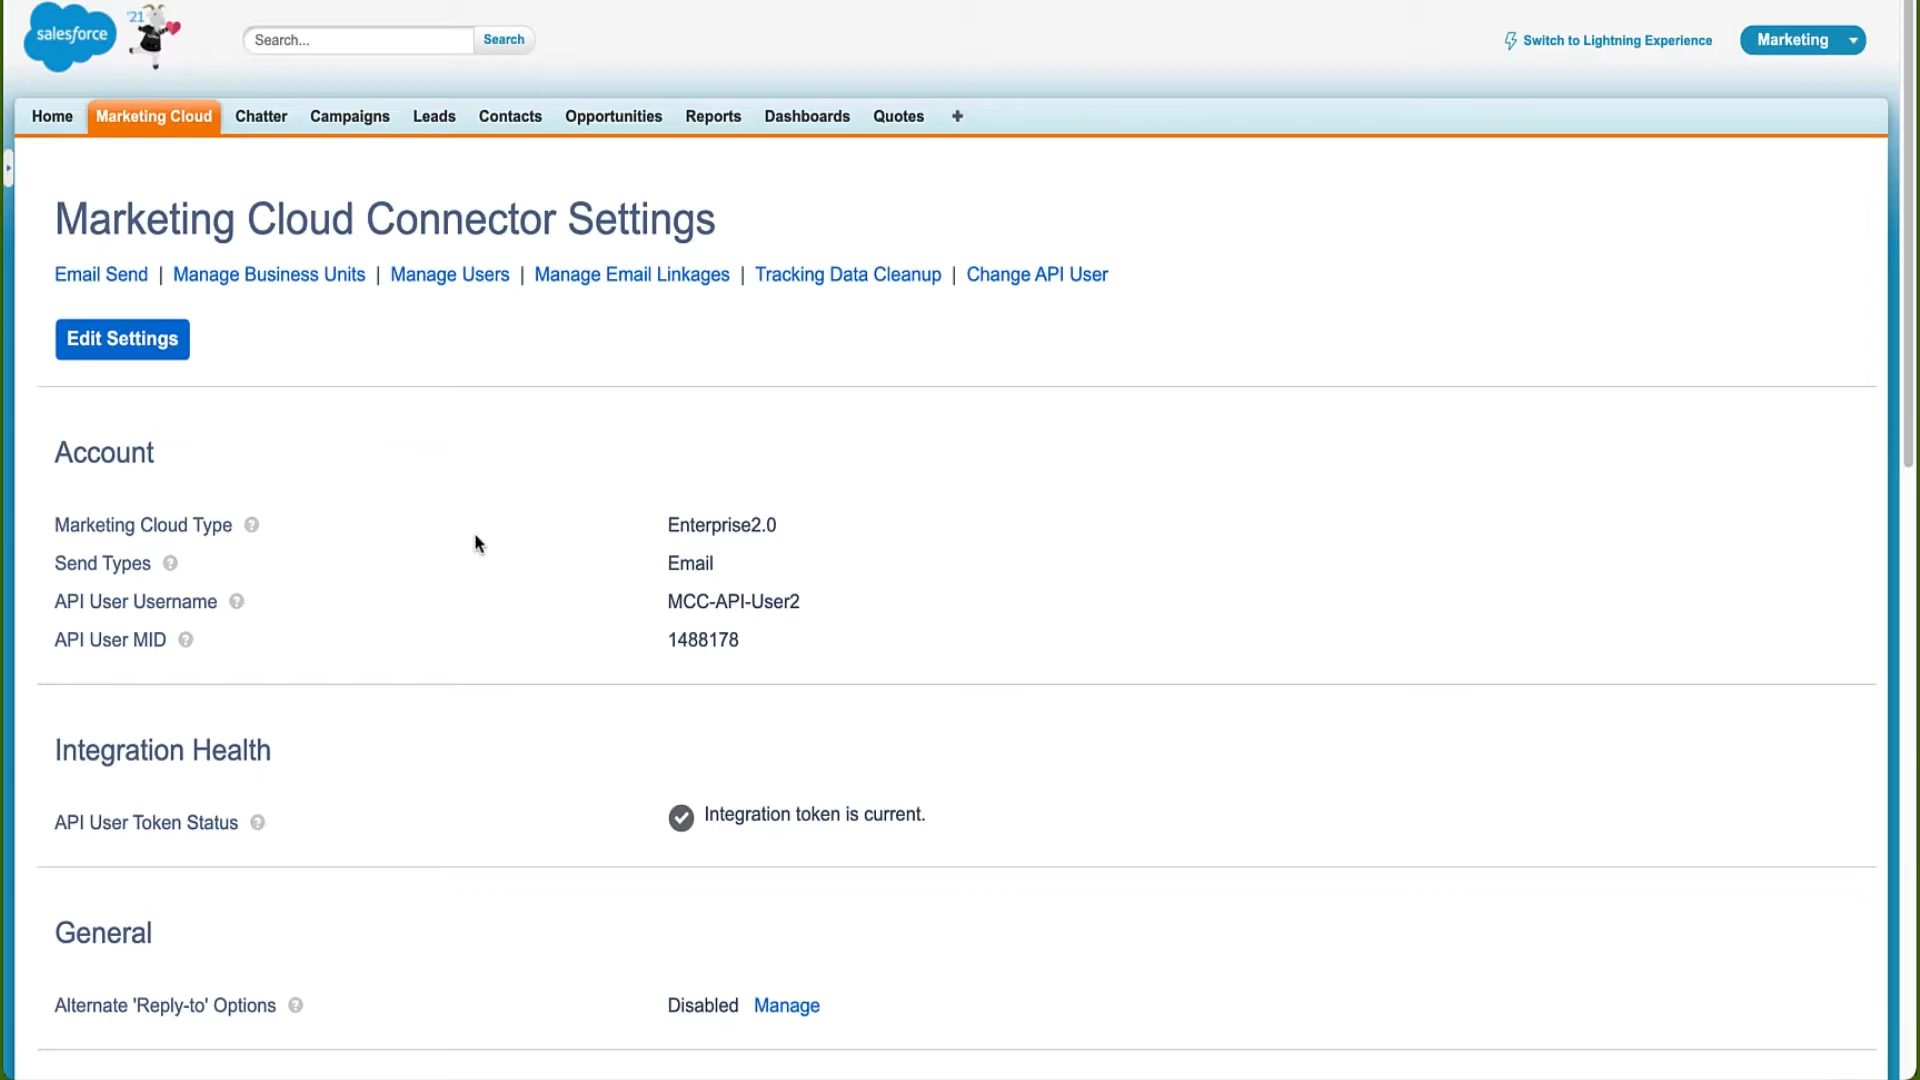 salesforce
'21
Search...
Search
Switch to Lightning Experience
Marketing
Home
Marketing Cloud
Chatter
Campaigns
Leads
Contacts
Opportunities
Reports
Dashboards
Quotes
+
Marketing Cloud Connector Settings
Email Send | Manage Business Units | Manage Users | Manage Email Linkages | Tracking Data Cleanup | Change API User
Edit Settings
Account
Marketing Cloud Type ?
Enterprise2.0
Send Types ?
Email
API User Username ?
MCC-API-User2
API User MID ?
1488178
Integration Health
API User Token Status ?
Integration token is current.
General
Alternate 'Reply-to' Options ?
Disabled Manage